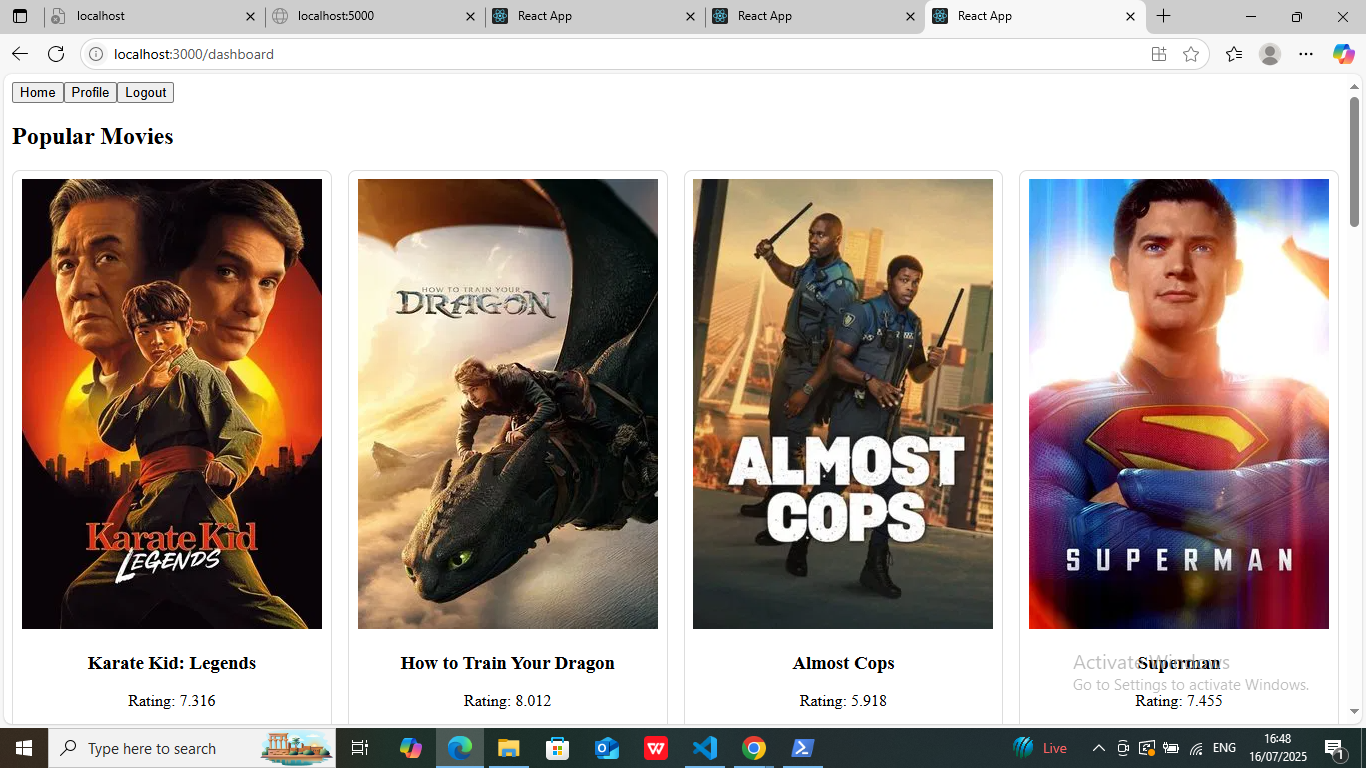 localhost
localhost:5000
React App
React App
React App
localhost:3000/dashboard
Home Profile Logout
Popular Movies
Karate Kid
LEGENDS
HOW TO TRAIN YOUR
DRAGON
ALMOST
COPS
SUPERMAN
Karate Kid: Legends
How to Train Your Dragon
Almost Cops
Superman
Rating: 7.316
Rating: 8.012
Rating: 5.918
Rating: 7.455
Activate Windows
Go to Settings to activate Windows.
Type here to search
Live
ENG
16:48
16/07/2025
1